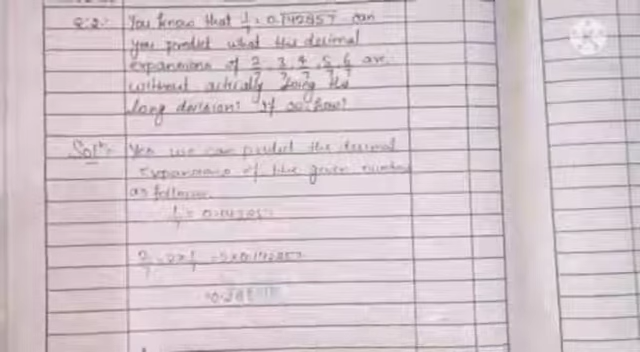 Q.2. You know that 1/7 = 0.142857 can
you predict what the decimal
expansions of 2/7, 3/7, 4/7, 5/7, 6/7 are
without actually doing the
long division? If so how?
Solⁿ: Yes we can predict the decimal
expansions of the given number
as follows.
1/7 = 0.142857
2/7 = 2×1/7 = 2×0.142857